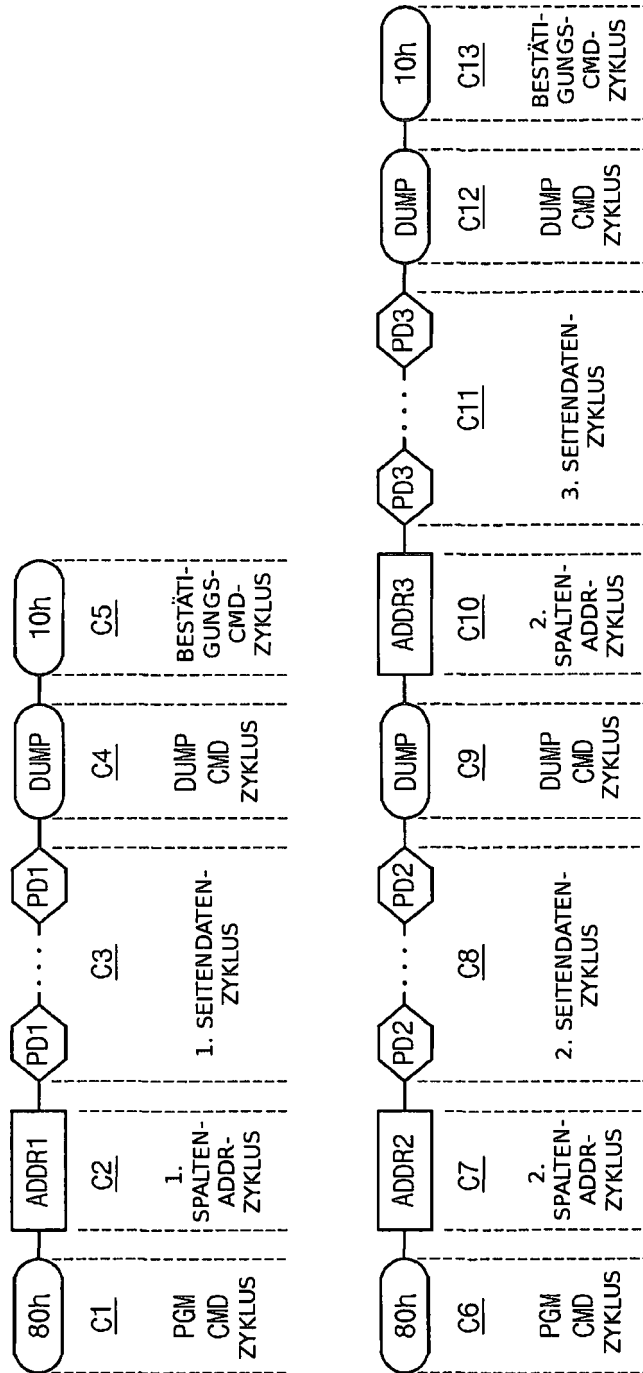 80h
ADDR1
PD1
....
PD1
DUMP
10h
C1
C2
C3
C4
C5
PGM
CMD
ZYKLUS
1.
SPALTEN-
ADDR-
ZYKLUS
1. SEITENDATEN-
ZYKLUS
DUMP
CMD
ZYKLUS
BESTÄTI-
GUNGS-
CMD-
ZYKLUS
80h
ADDR2
PD2
....
PD2
DUMP
ADDR3
PD3
....
PD3
DUMP
10h
C6
C7
C8
C9
C10
C11
C12
C13
PGM
CMD
ZYKLUS
2.
SPALTEN-
ADDR-
ZYKLUS
2. SEITENDATEN-
ZYKLUS
DUMP
CMD
ZYKLUS
2.
SPALTEN-
ADDR-
ZYKLUS
3. SEITENDATEN-
ZYKLUS
DUMP
CMD
ZYKLUS
BESTÄTI-
GUNGS-
CMD-
ZYKLUS